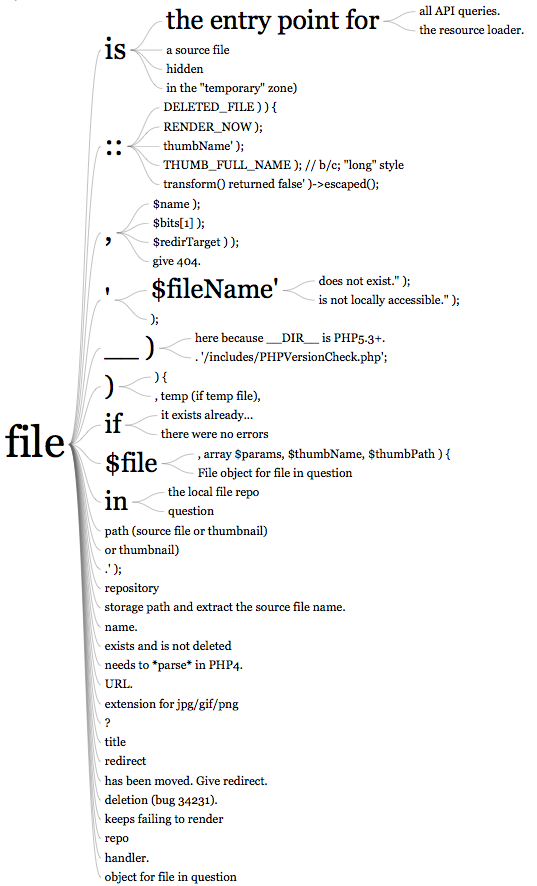 file
is
the entry point for
all API queries.
the resource loader.
a source file
hidden
in the "temporary" zone)
::
DELETED_FILE ) ) {
RENDER_NOW );
thumbName' );
THUMB_FULL_NAME ); // b/c; "long" style
transform() returned false' )->escaped();
,
$name );
$bits[1] );
$redirTarget ) );
give 404.
'
$fileName'
does not exist." );
is not locally accessible." );
);
__ )
here because __DIR__ is PHP5.3+.
. '/includes/PHPVersionCheck.php';
)
) {
, temp (if temp file),
if
it exists already...
there were no errors
$file
, array $params, $thumbName, $thumbPath ) {
File object for file in question
in
the local file repo
question
path (source file or thumbnail)
or thumbnail)
.' );
repository
storage path and extract the source file name.
name.
exists and is not deleted
needs to *parse* in PHP4.
URL.
extension for jpg/gif/png
?
title
redirect
has been moved. Give redirect.
deletion (bug 34231).
keeps failing to render
repo
handler.
object for file in question